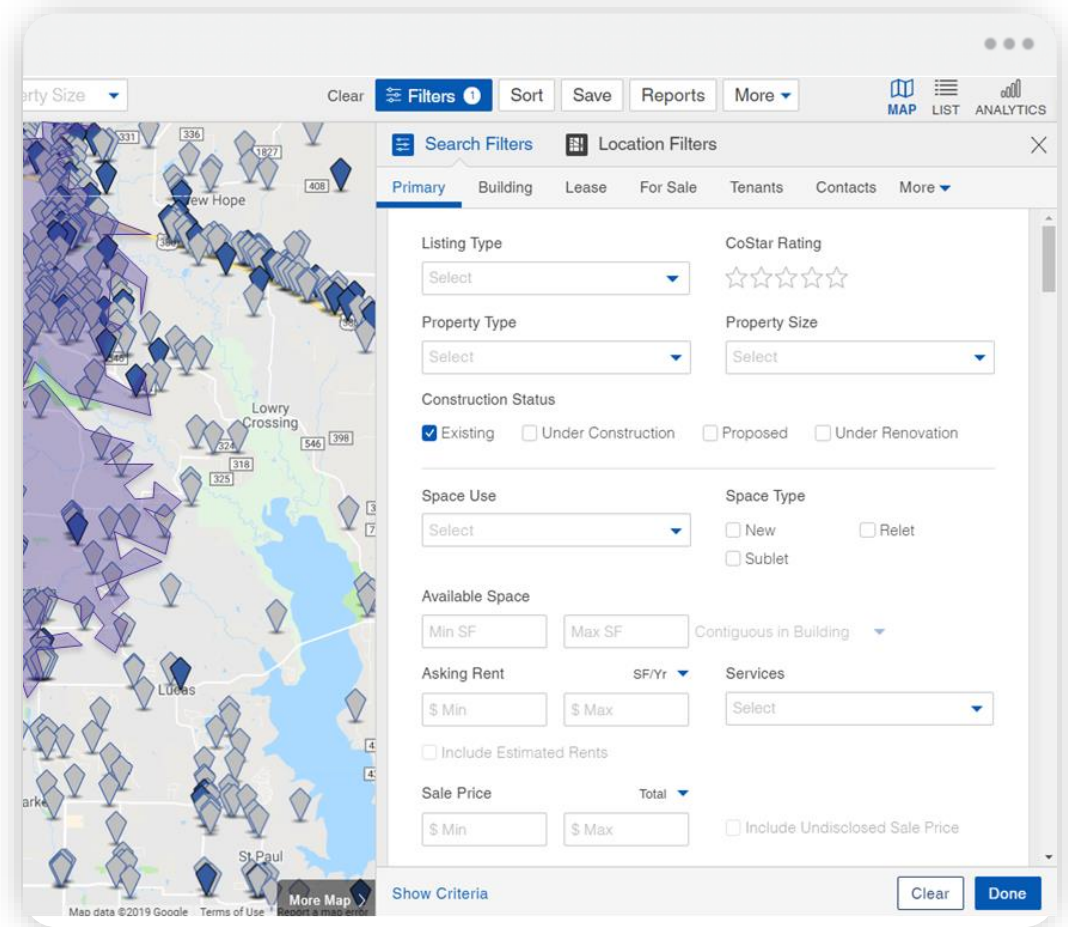 erty Size
Clear
Filters 1
Sort
Save
Reports
More
MAP
LIST
ANALYTICS
Search Filters
Location Filters
Primary
Building
Lease
For Sale
Tenants
Contacts
More
Listing Type
Select
CoStar Rating
Property Type
Select
Property Size
Select
Construction Status
Existing
Under Construction
Proposed
Under Renovation
Space Use
Select
Space Type
New
Relet
Sublet
Available Space
Min SF
Max SF
Contiguous in Building
Asking Rent
SF/Yr
$ Min
$ Max
Services
Select
Include Estimated Rents
Sale Price
Total
$ Min
$ Max
Include Undisclosed Sale Price
Show Criteria
Clear
Done
331
336
1827
408
ew Hope
380
Lowry
Crossing
546
398
324
318
325
Lucas
St Paul
More Map
Map data ©2019 Google
Terms of Use
Report a map error